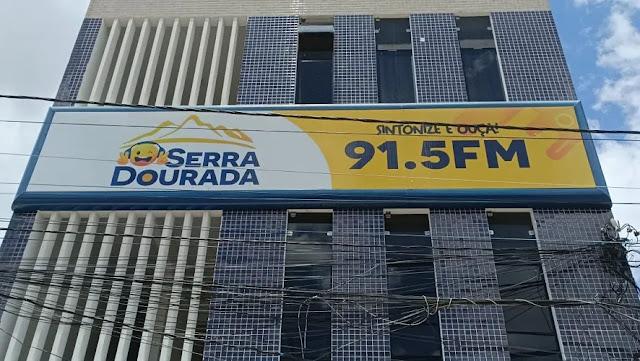 SERRA
DOURADA
SINTONIZE E OUÇA!
91.5FM